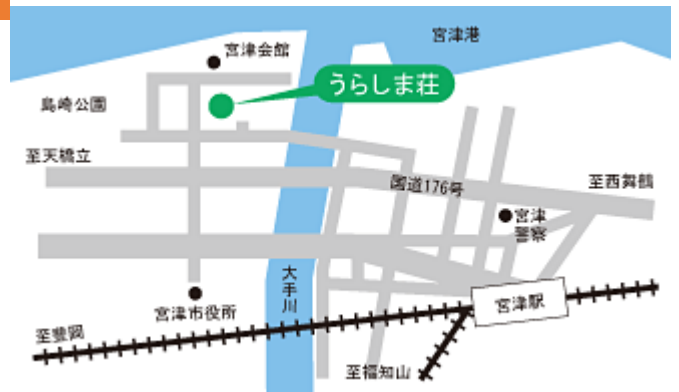 宮津港
宮津会館
うらしま荘
島崎公園
至天橋立
国道176号
至西舞鶴
宮津
警察
大手川
宮津市役所
宮津駅
至豊岡
至福知山